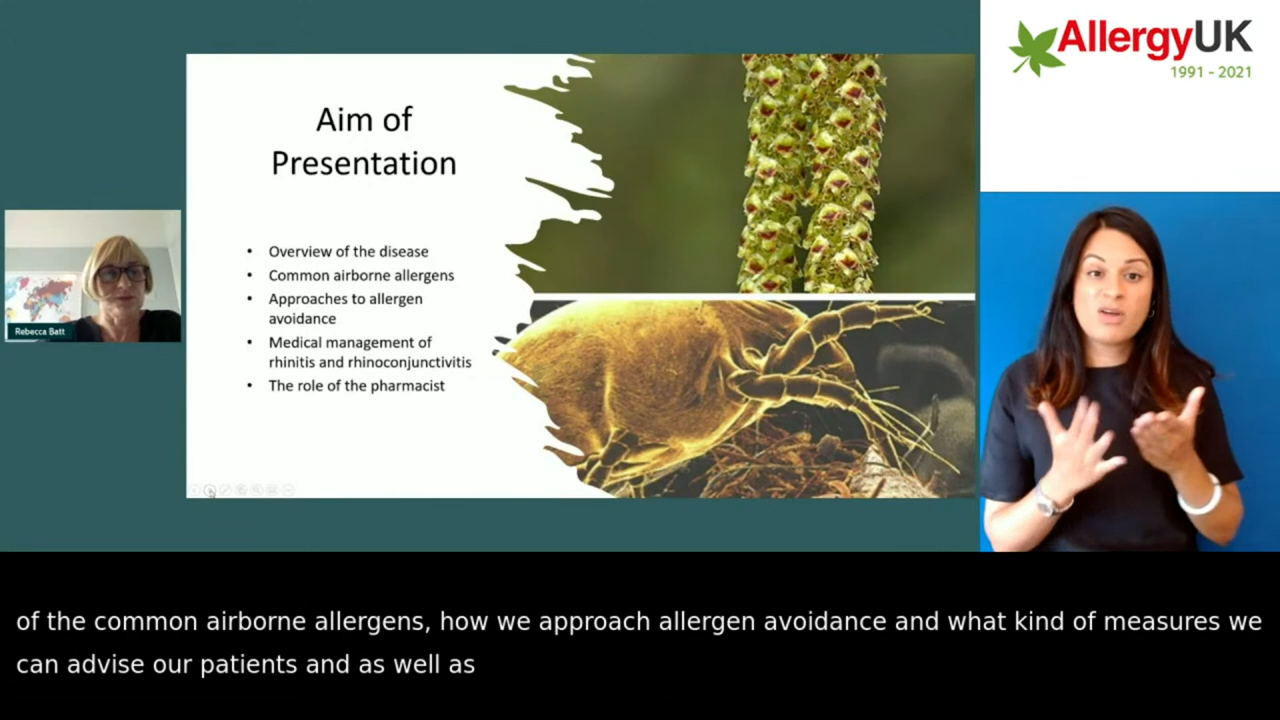 AllergyUK
1991 - 2021
Aim of
Presentation
• Overview of the disease
• Common airborne allergens
• Approaches to allergen
avoidance
• Medical management of
rhinitis and rhinoconjunctivitis
• The role of the pharmacist
Rebecca Batt
of the common airborne allergens, how we approach allergen avoidance and what kind of measures we
can advise our patients and as well as